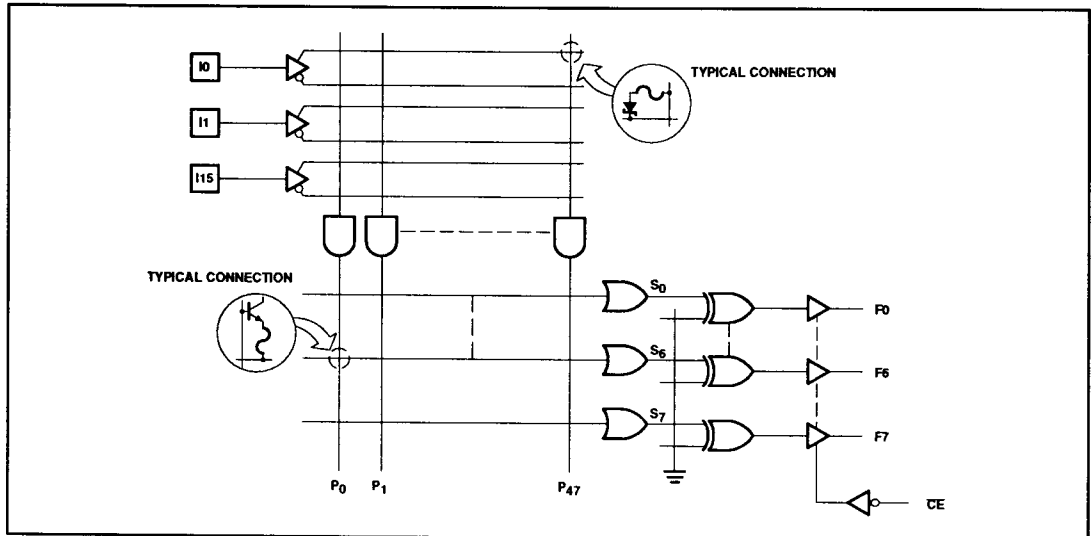 I0
TYPICAL CONNECTION
I1
I15
TYPICAL CONNECTION
S0
F0
S6
F6
S7
F7
P0 P1 P47
CE